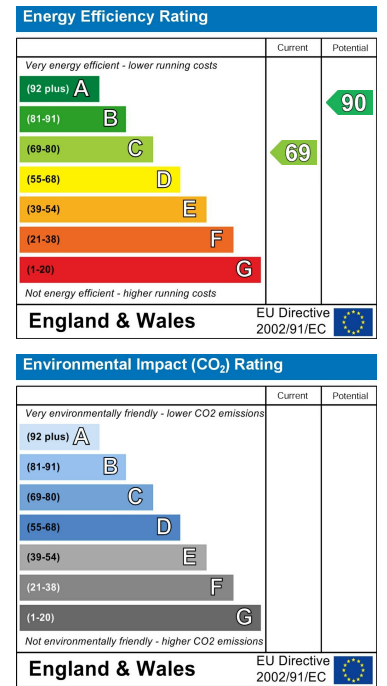 Energy Efficiency Rating
Current Potential
Very energy efficient - lower running costs
(92 plus) A
90
(81-91) B
(69-80) C
69
(55-68) D
(39-54) E
(21-38) F
(1-20) G
Not energy efficient - higher running costs
England & Wales
EU Directive
2002/91/EC
Environmental Impact (CO₂) Rating
Current Potential
Very environmentally friendly - lower CO2 emissions
(92 plus) A
(81-91) B
(69-80) C
(55-68) D
(39-54) E
(21-38) F
(1-20) G
Not environmentally friendly - higher CO2 emissions
England & Wales
EU Directive
2002/91/EC